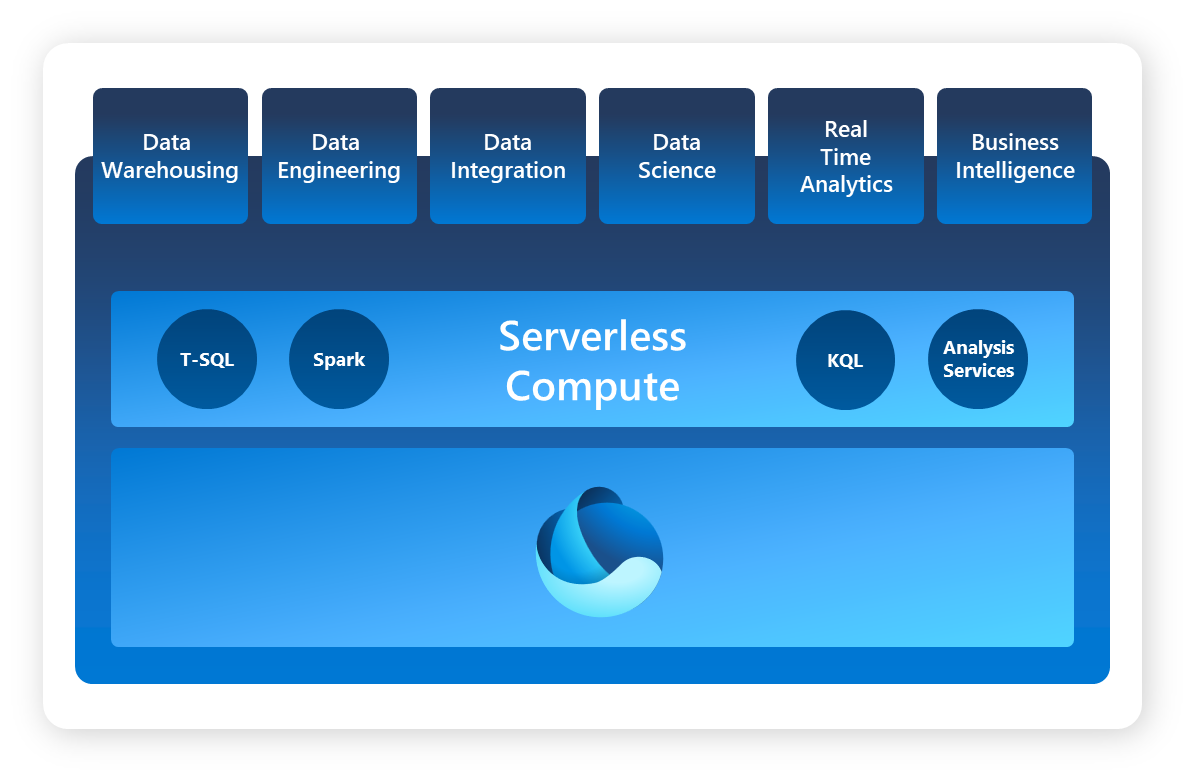 Data
Warehousing
Data
Engineering
Data
Integration
Data
Science
Real
Time
Analytics
Business
Intelligence
T-SQL
Spark
Serverless
Compute
KQL
Analysis
Services